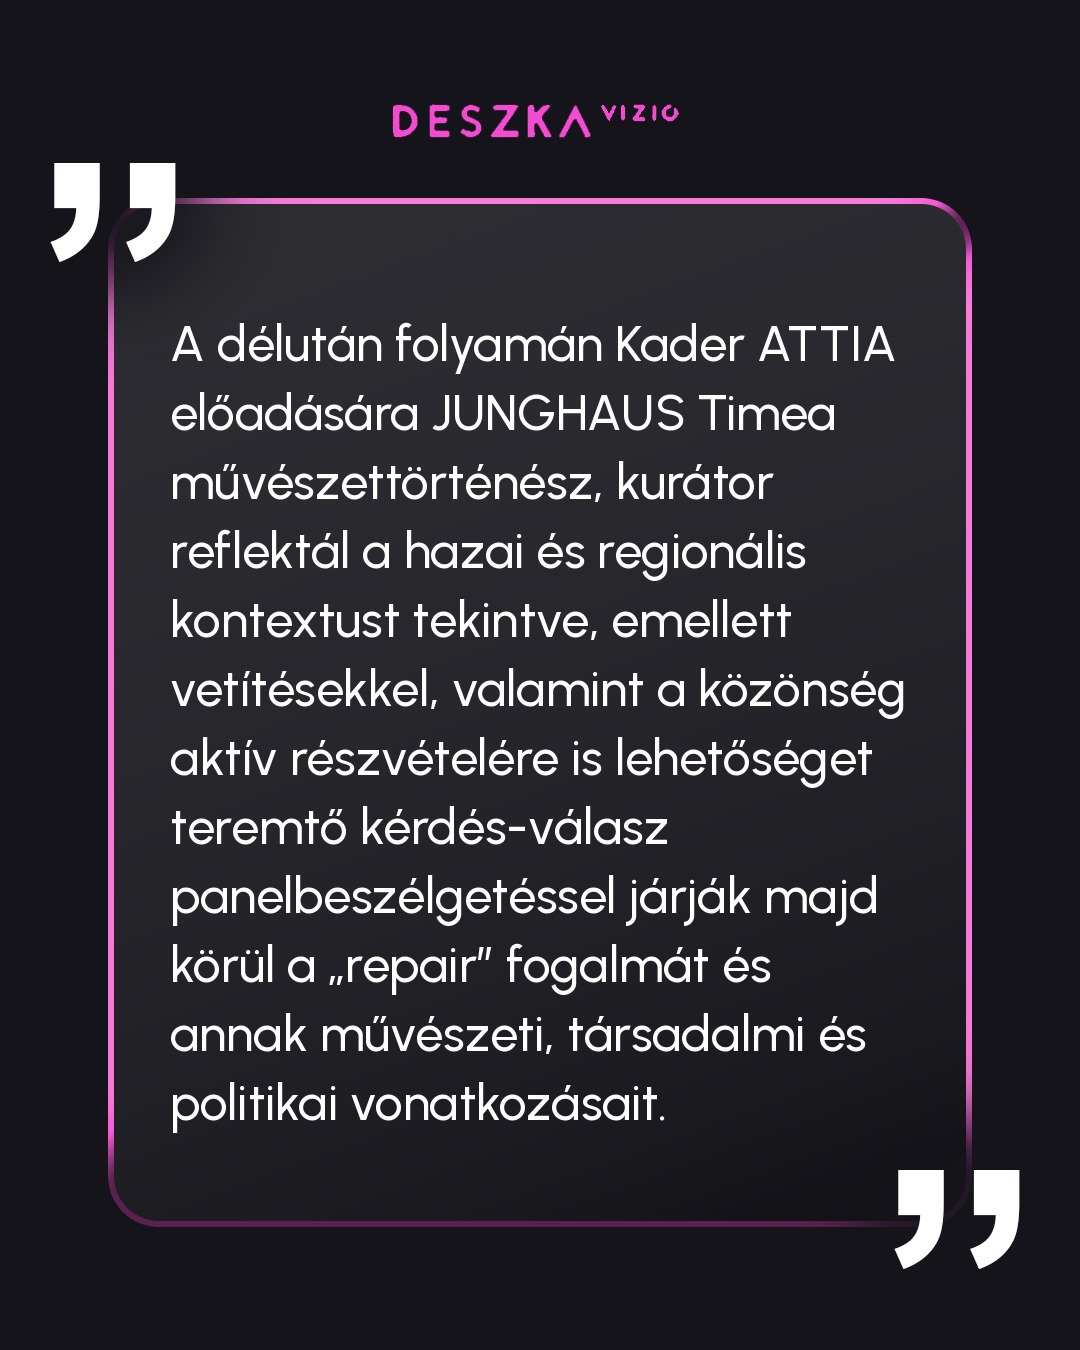 DESZKA VIZIO
”
A délután folyamán Kader ATTIA
előadására JUNGHAUS Timea
művészettörténész, kurátor
reflektál a hazai és regionális
kontextust tekintve, emellett
vetítésekkel, valamint a közönség
aktív részvételére is lehetőséget
teremtő kérdés-válasz
panelbeszélgetéssel járják majd
körül a „repair” fogalmát és
annak művészeti, társadalmi és
politikai vonatkozásait.
”